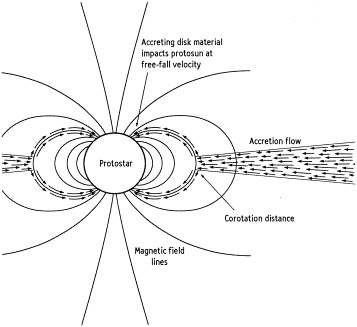 Accreting disk material
impacts protosun at
free-fall velocity
Accretion flow
Protostar
Corotation distance
Magnetic field
lines